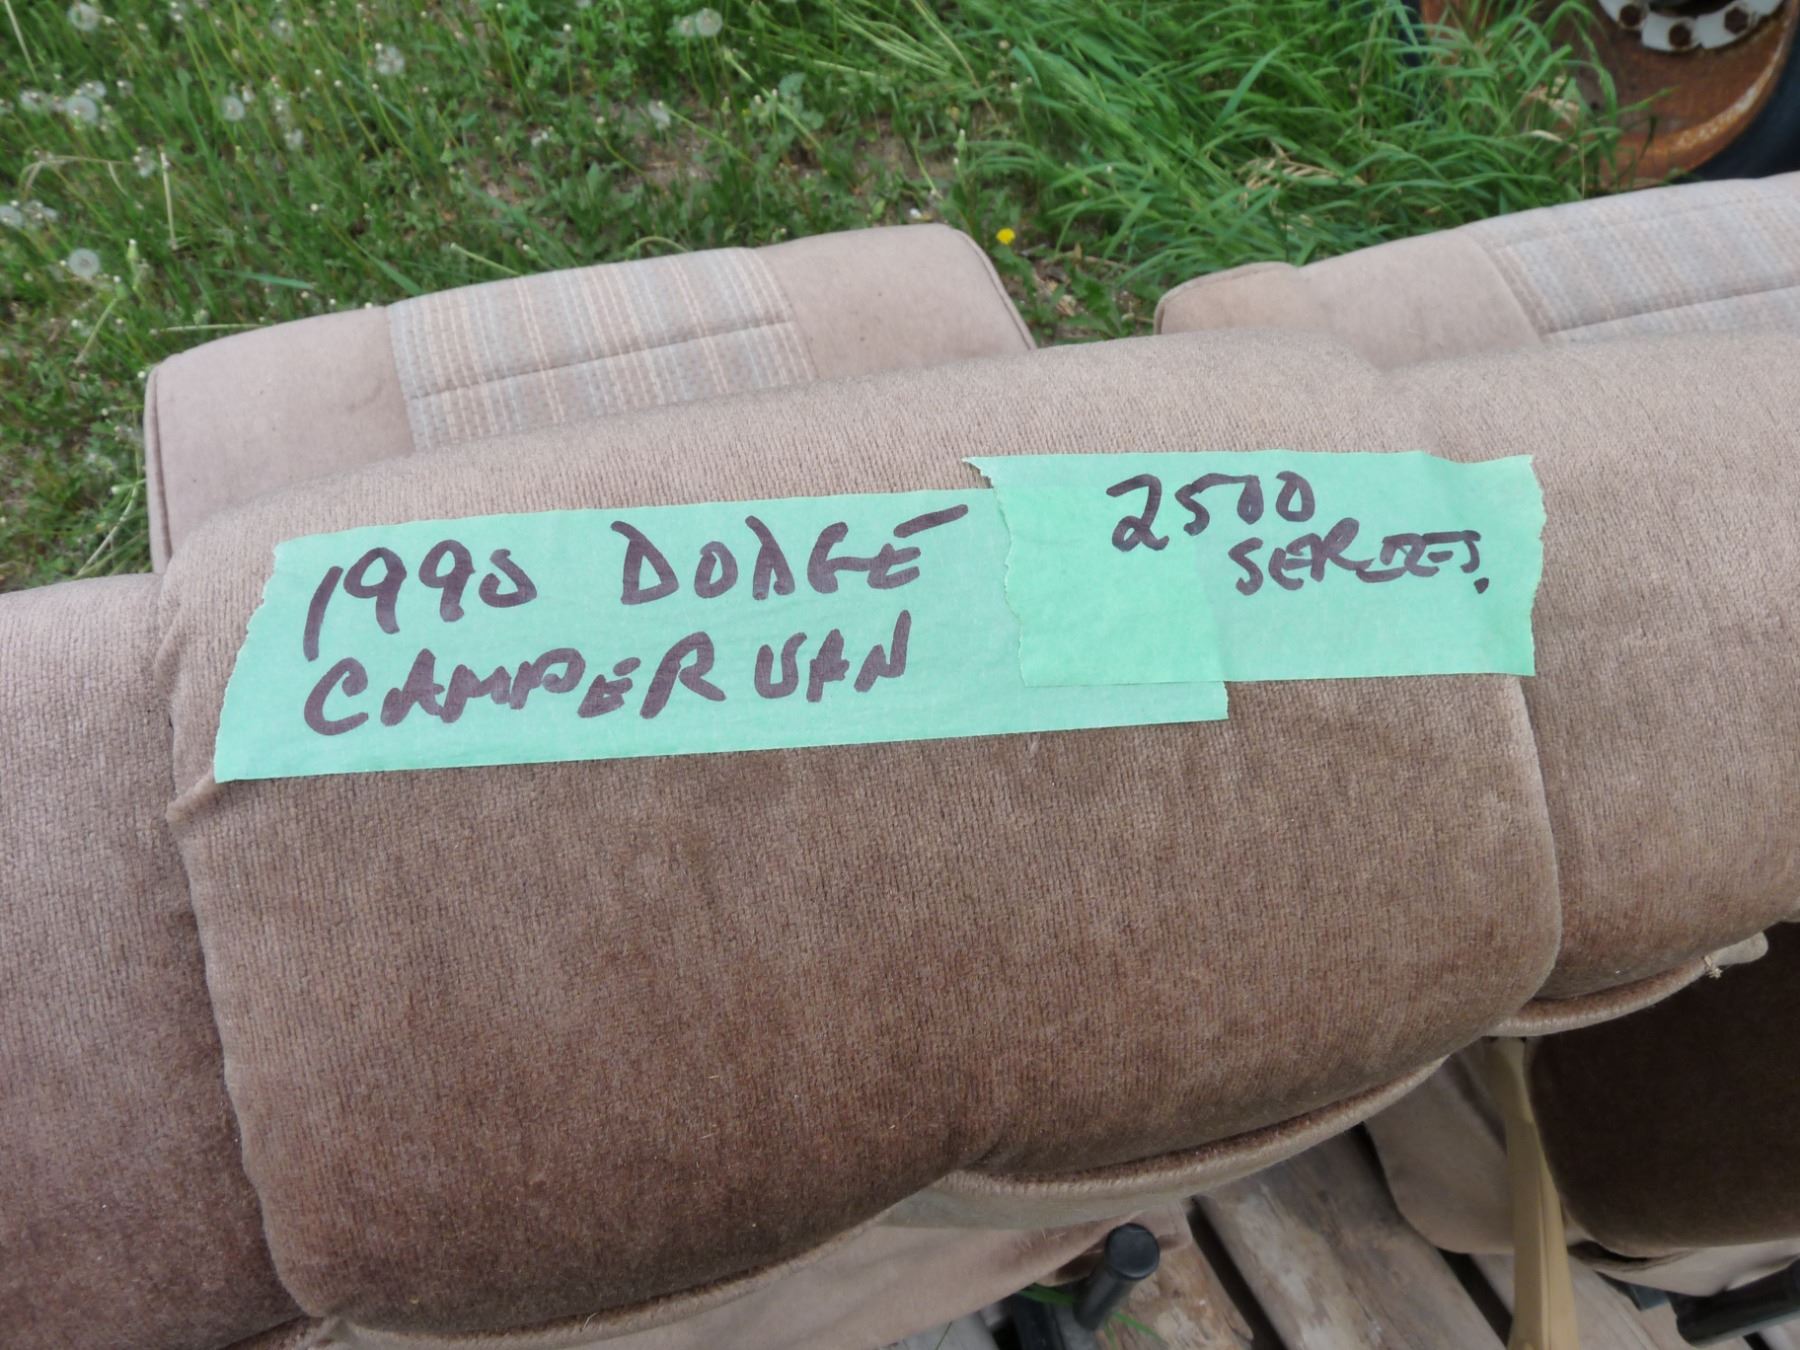 1990 DODGE
CAMPER VAN
2500
SERIES.